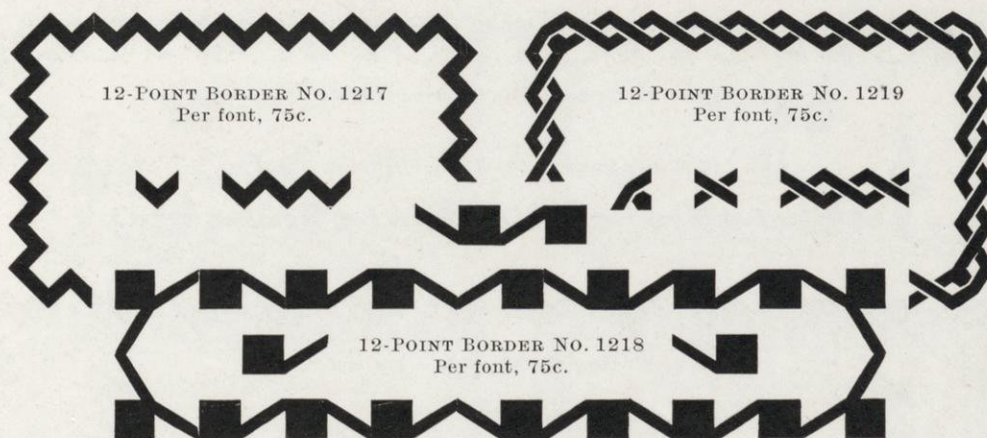 12-Point Border No. 1217
Per font, 75c.
12-Point Border No. 1219
Per font, 75c.
12-Point Border No. 1218
Per font, 75c.